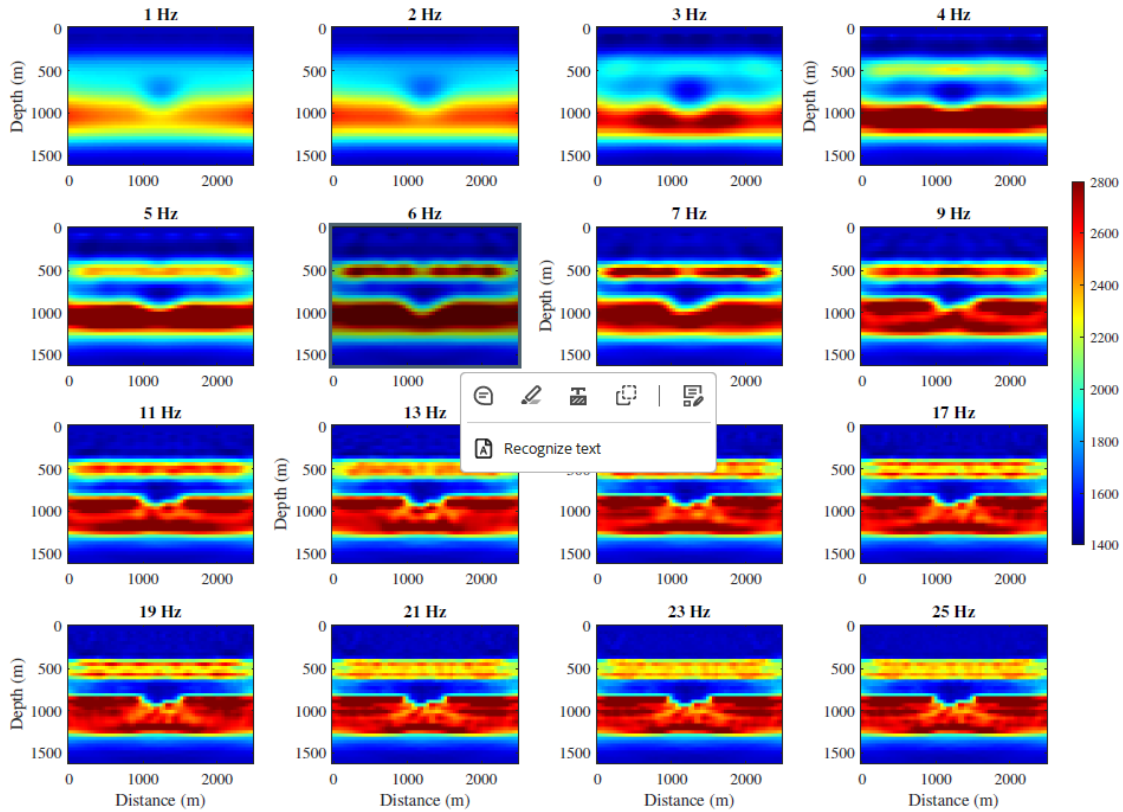 1 Hz 2 Hz 3 Hz 4 Hz
0 0 0 0
500 500 500 500
Depth (m) Depth (m) Depth (m)
1000 1000 1000 1000
1500 1500 1500 1500
0 1000 2000 0 1000 2000 0 1000 2000 0 1000 2000
5 Hz 6 Hz 7 Hz 9 Hz
0 0 0 0
500 500 500 500
Depth (m)
1000 1000 1000 1000
1500 1500 1500 1500
0 1000 2000 0 1000 2000 0 1000 2000
Recognize text
11 Hz 13 Hz 17 Hz
0 0 0
500 500 500 500
Depth (m)
1000 1000 1000 1000
1500 1500 1500 1500
0 1000 2000 0 1000 2000 0 1000 2000 0 1000 2000
19 Hz 21 Hz 23 Hz 25 Hz
0 0 0 0
500 500 500 500
Depth (m)
1000 1000 1000 1000
1500 1500 1500 1500
0 1000 2000 0 1000 2000 0 1000 2000 0 1000 2000
Distance (m) Distance (m) Distance (m) Distance (m)
2800
2600
2400
2200
2000
1800
1600
1400